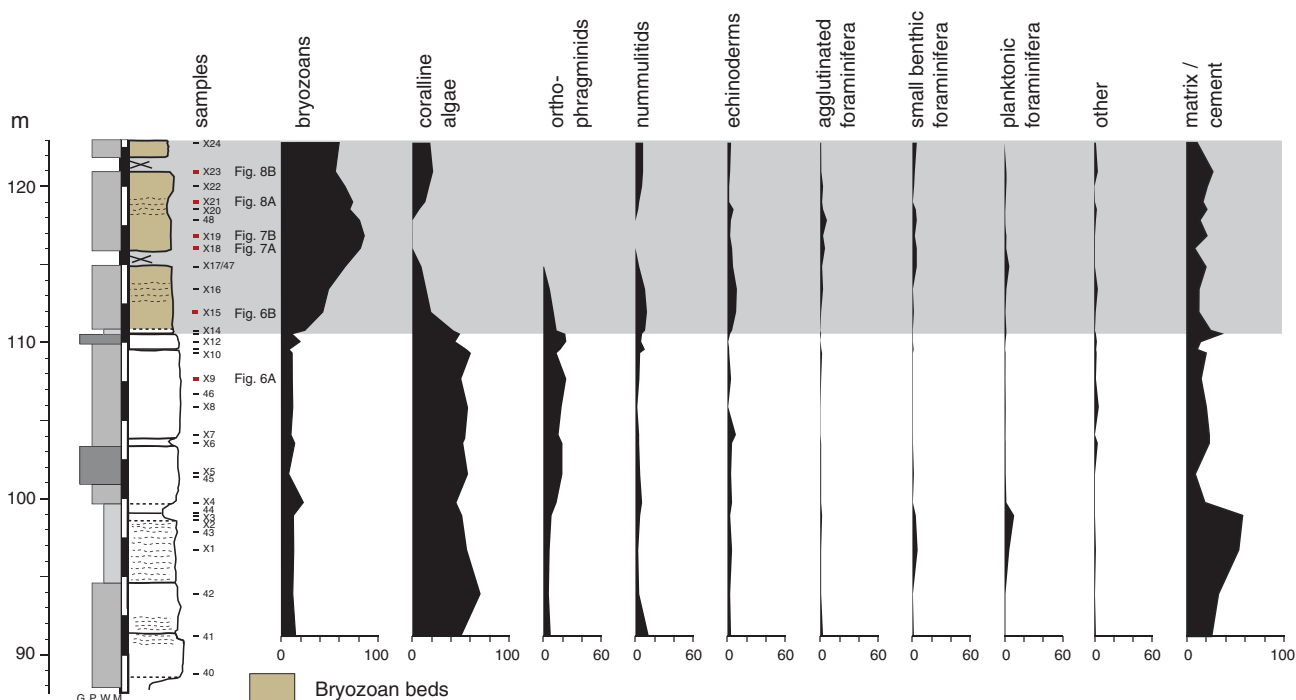 samples
bryozoans
coralline
algae
ortho-
phragminids
nummulitids
echinoderms
agglutinated
foraminifera
small benthic
foraminifera
planktonic
foraminifera
other
matrix /
cement
m
X24
X23 Fig. 8B
120
X22
X21 Fig. 8A
X20
48
X19 Fig. 7B
X18 Fig. 7A
X17/47
X16
X15 Fig. 6B
X14
110
X12
X10
X9 Fig. 6A
46
X8
X7
X6
X5
45
100
X4
44
X3
X2
43
X1
42
41
90
40
0 100 0 100 0 60 0 60 0 60 0 60 0 60 0 60 0 60 0 100
G P W M
Bryozoan beds